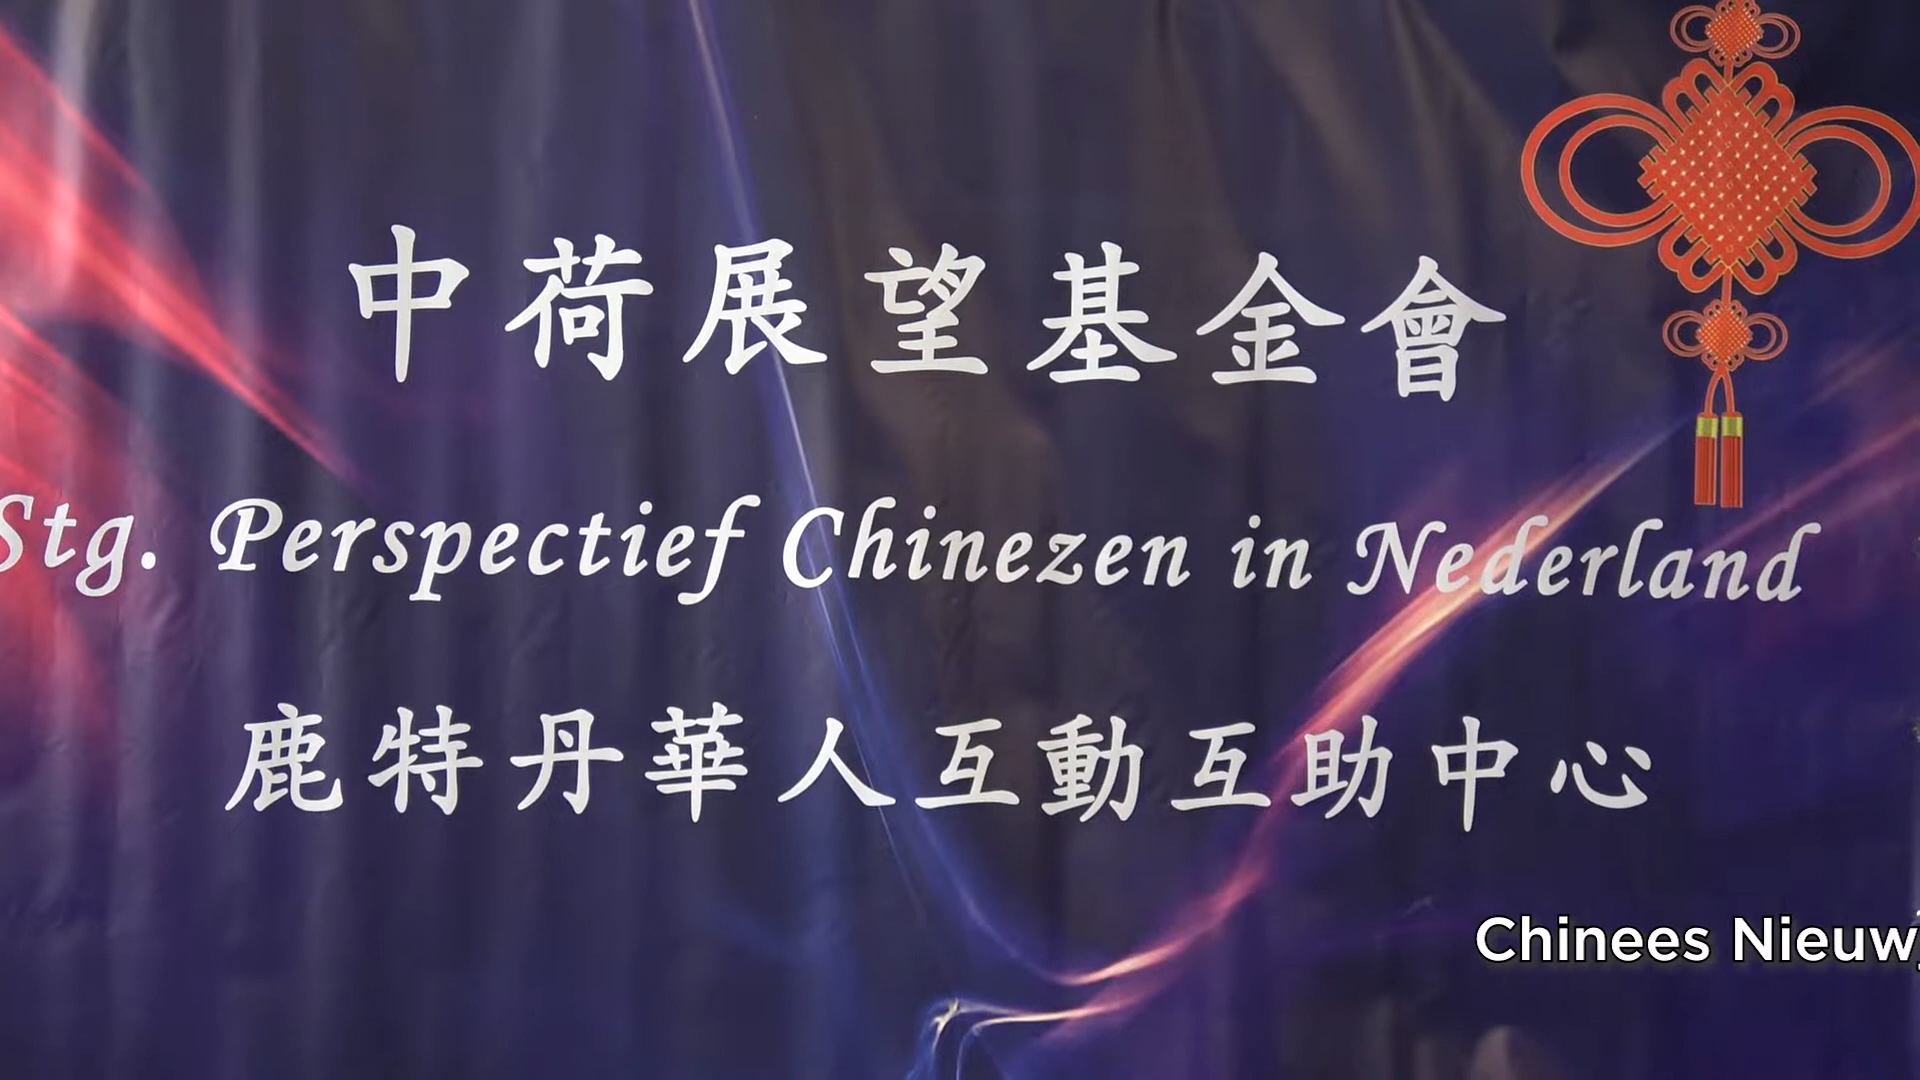 中荷展望基金會
Stg. Perspectief Chinezen in Nederland
鹿特丹華人互動互助中心
Chinees Nieuwj